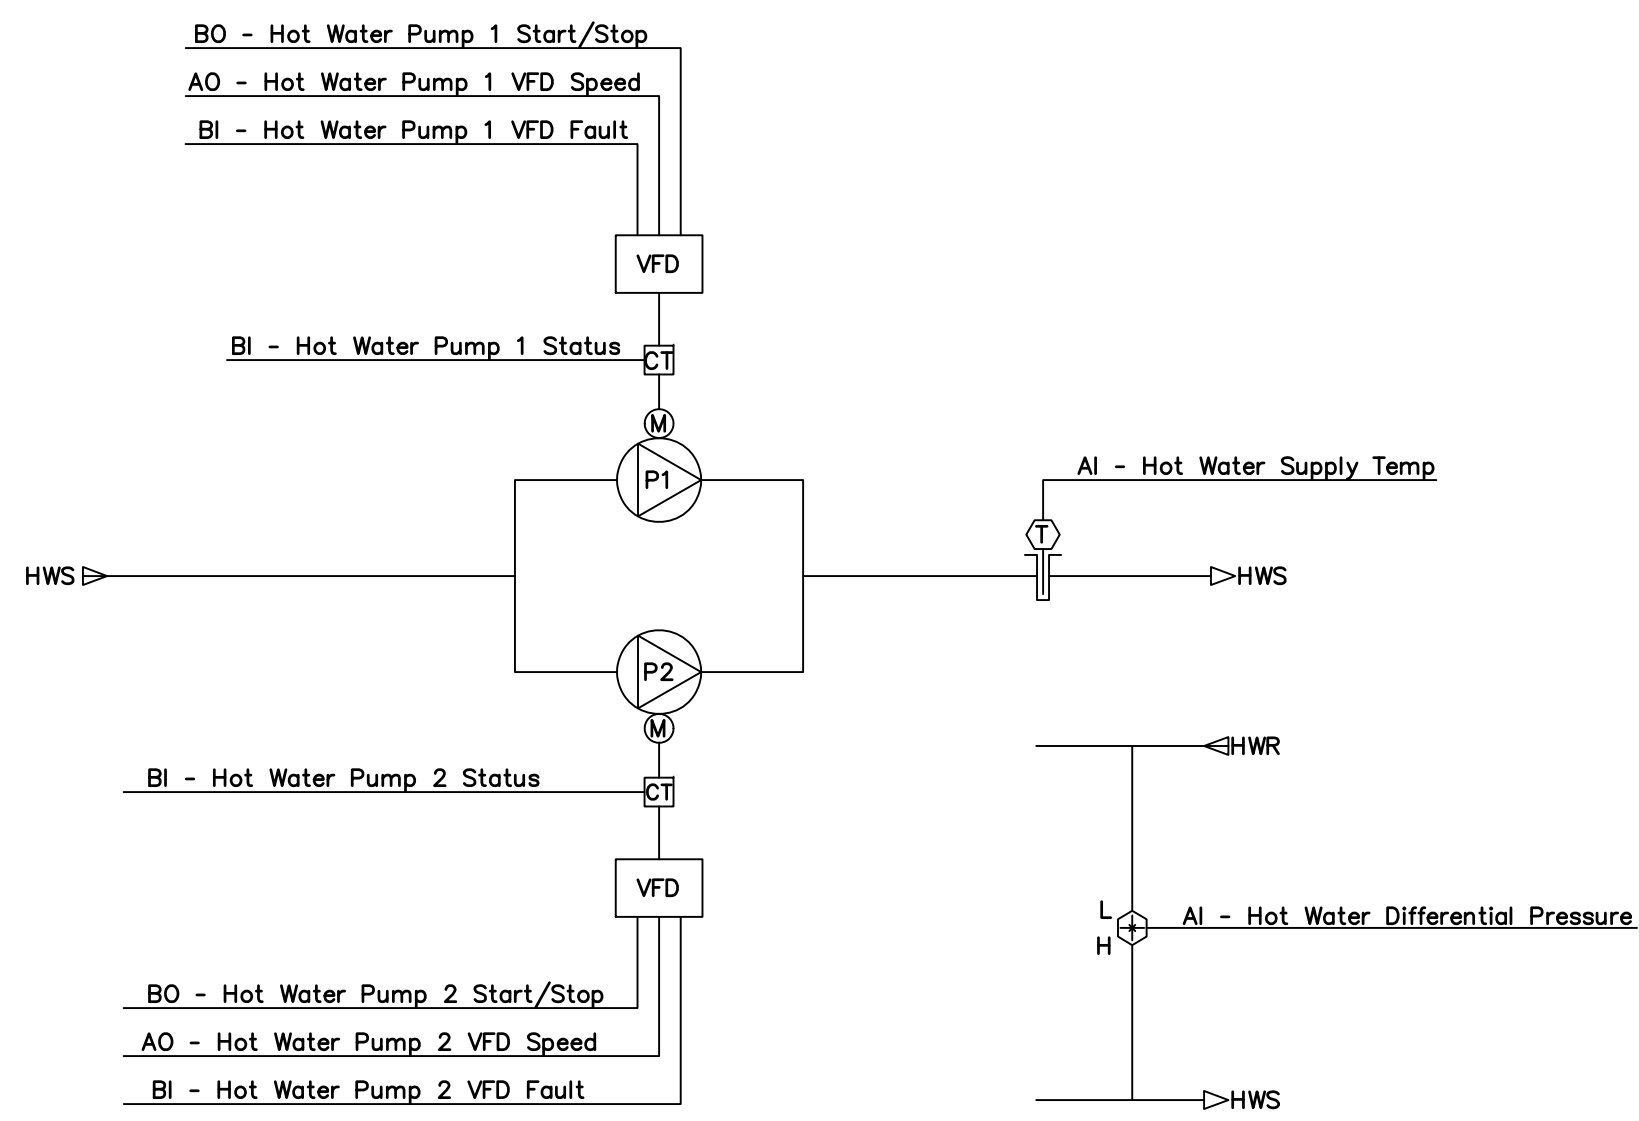 BO - Hot Water Pump 1 Start/Stop
AO - Hot Water Pump 1 VFD Speed
BI - Hot Water Pump 1 VFD Fault
VFD
BI - Hot Water Pump 1 Status
CT
M
P1
AI - Hot Water Supply Temp
T
HWS
HWS
P2
M
HWR
BI - Hot Water Pump 2 Status
CT
VFD
L
AI - Hot Water Differential Pressure
H
BO - Hot Water Pump 2 Start/Stop
AO - Hot Water Pump 2 VFD Speed
BI - Hot Water Pump 2 VFD Fault
HWS